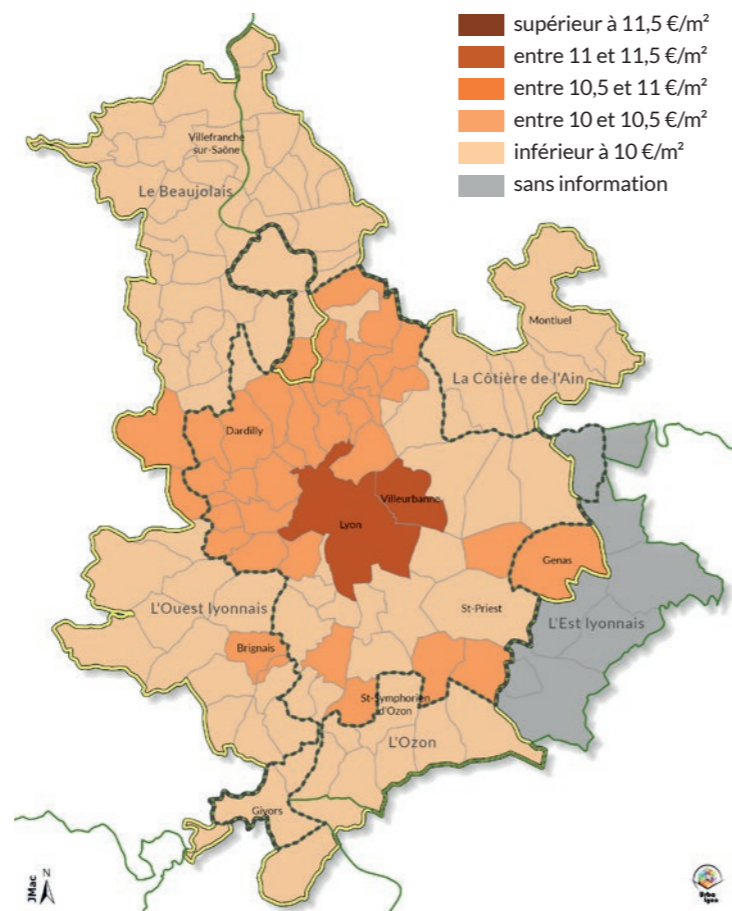 supérieur à 11,5 €/m²
entre 11 et 11,5 €/m²
entre 10,5 et 11 €/m²
entre 10 et 10,5 €/m²
inférieur à 10 €/m²
sans information
Villefranche
sur-Saône
Le Beaujolais
Montluel
La Côtière de l'Ain
Dardilly
Villeurbanne
Lyon
Genas
L'Ouest lyonnais
St-Priest
L'Est lyonnais
Brignais
St-Symphorien
d'Ozon
L'Ozon
Givors
JMac
N
Urba
Lyon